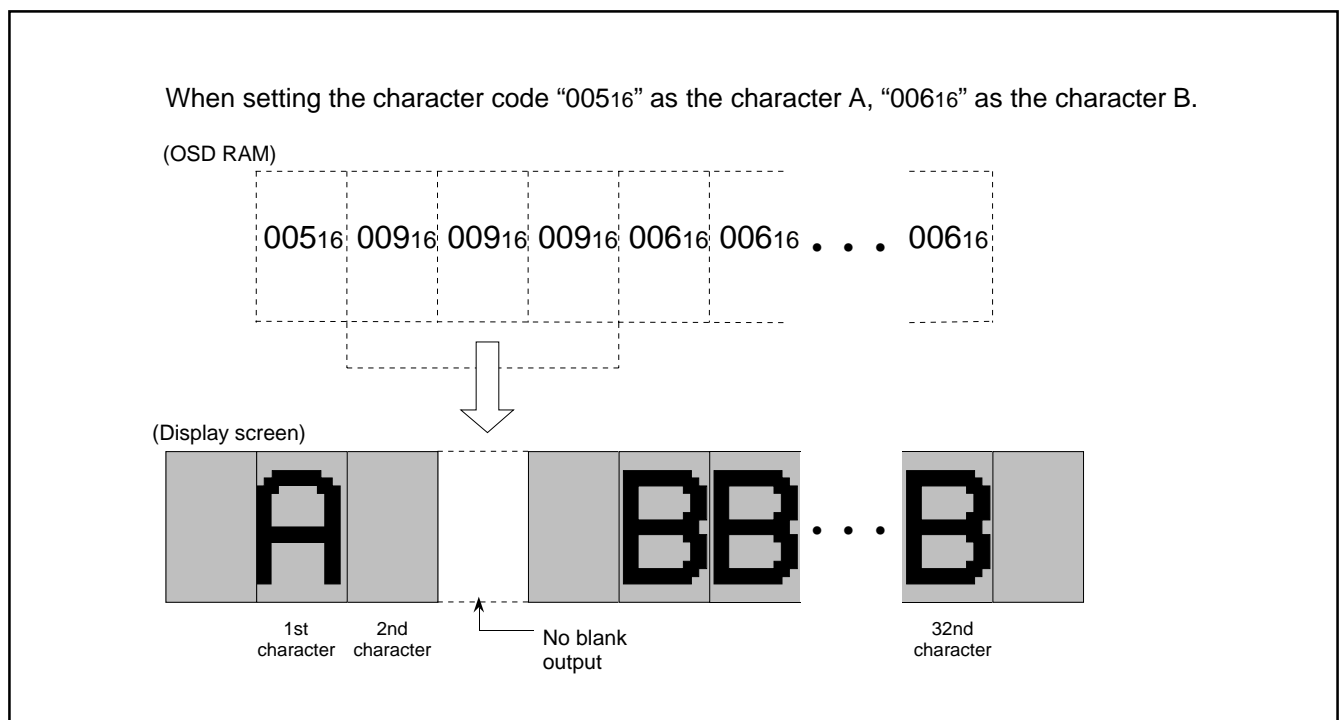 When setting the character code “00516” as the character A, “00616” as the character B.
(OSD RAM)
00516 00916 00916 00916 00616 00616 . . . 00616
(Display screen)
A BB . . . B
1st character 2nd character No blank output 32nd character